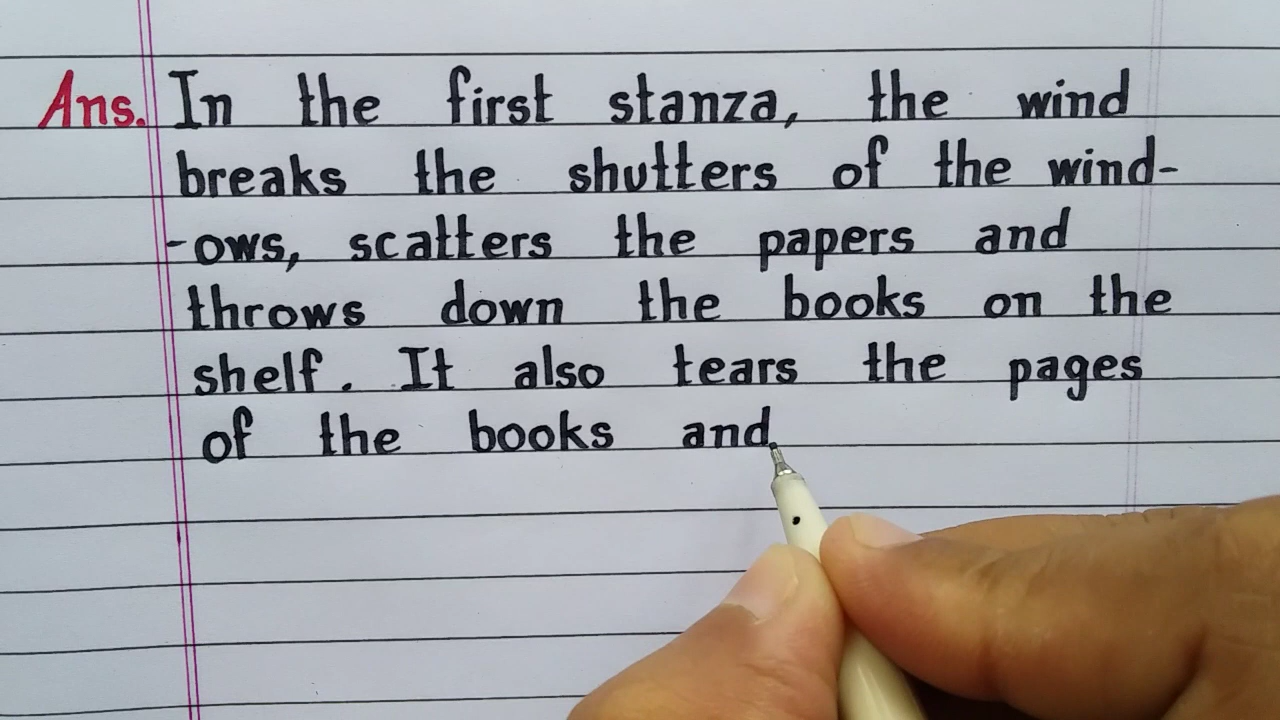 Ans. In the first stanza, the wind
breaks the shutters of the wind-
-ows, scatters the papers and
throws down the books on the
shelf. It also tears the pages
of the books and